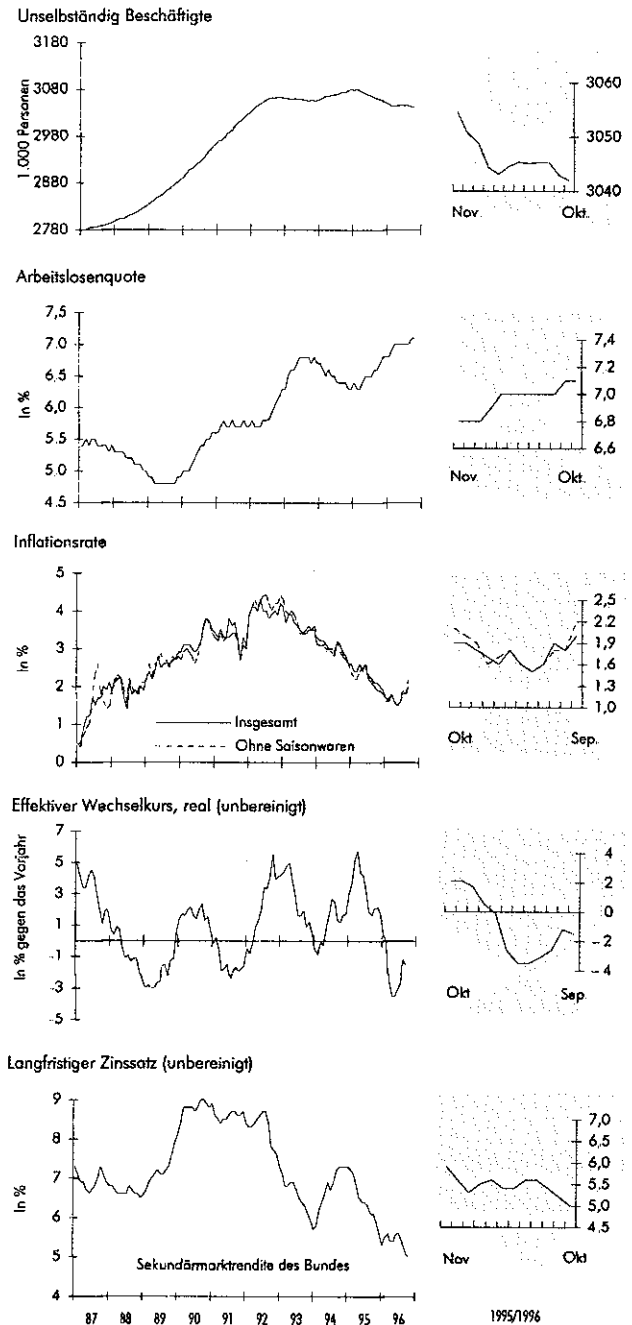 Unselbständig Beschäftigte
3180
3080
2980
2880
2780
1.000 Personen
3060
3050
3040
Nov.
Okt.
Arbeitslosenquote
7,5
7.0
6.5
6.0
5.5
5.0
4.5
In %
7,4
7.2
7.0
6,8
6,6
Nov.
Okt.
Inflationsrate
5
4
3
2
1
0
In %
Insgesamt
Ohne Saisonwaren
2,5
2.2
1,9
1.6
1.3
1,0
Okt
Sep.
Effektiver Wechselkurs, real (unbereinigt)
7
5
3
1
-1
-3
-5
In % gegen das Vorjahr
4
2
0
-2
-4
Okt
Sep.
Langfristiger Zinssatz (unbereinigt)
9
8
7
6
5
4
In %
Sekundärmarktrendite des Bundes
7,0
6,5
6.0
5.5
5,0
4.5
Nov
Okt
87 88 89 90 91 92 93 94 95 96
1995/1996